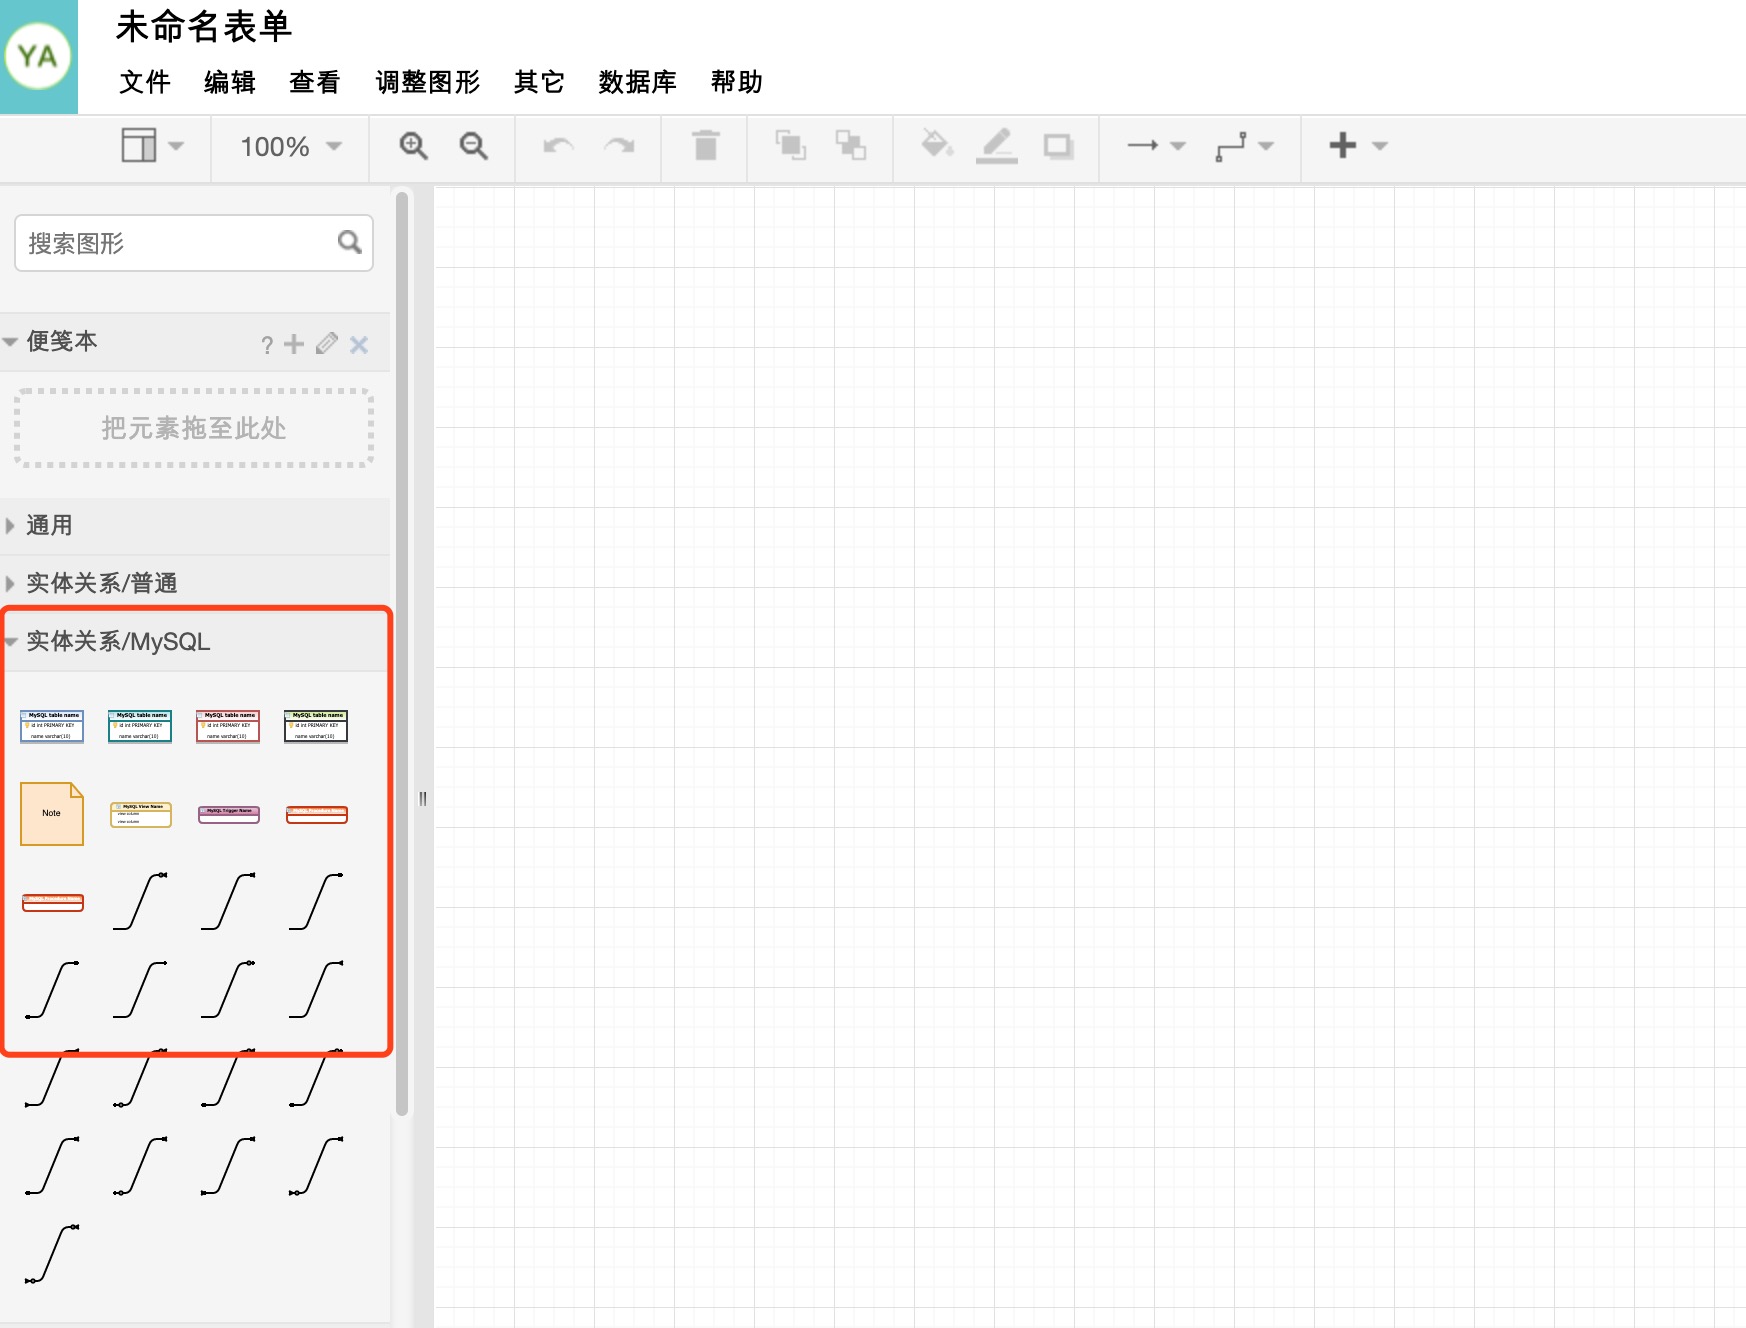 YA
未命名表单
文件 编辑 查看 调整图形 其它 数据库 帮助
100%
搜索图形
便笺本 ?
把元素拖至此处
通用
实体关系/普通
实体关系/MySQL
MySQL table name MySQL table name MySQL table name MySQL table name
id int PRIMARY KEY id int PRIMARY KEY id int PRIMARY KEY id int PRIMARY KEY
name varchar(10) name varchar(10) name varchar(10) name varchar(10)
Note
MySQL View Name
view column
view column
MySQL Trigger Name